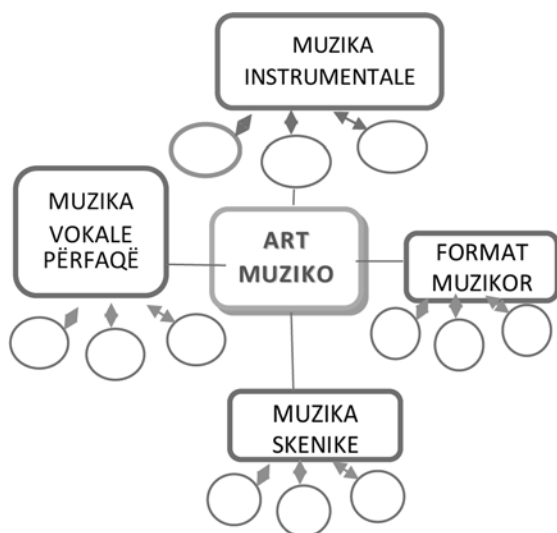 MUZIKA
INSTRUMENTALE
MUZIKA
VOKALE
PËRFAQË
ART
MUZIKO
FORMAT
MUZIKOR
MUZIKA
SKENIKE